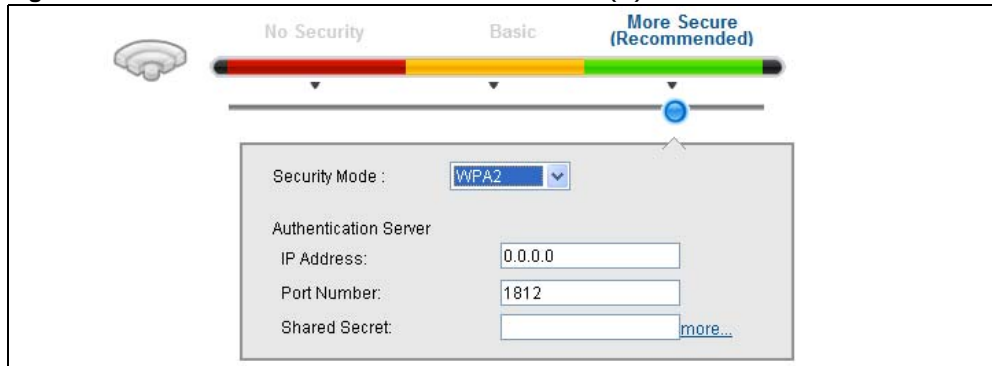 No Security Basic More Secure
(Recommended)
Security Mode : WPA2
Authentication Server
IP Address: 0.0.0.0
Port Number: 1812
Shared Secret: more...